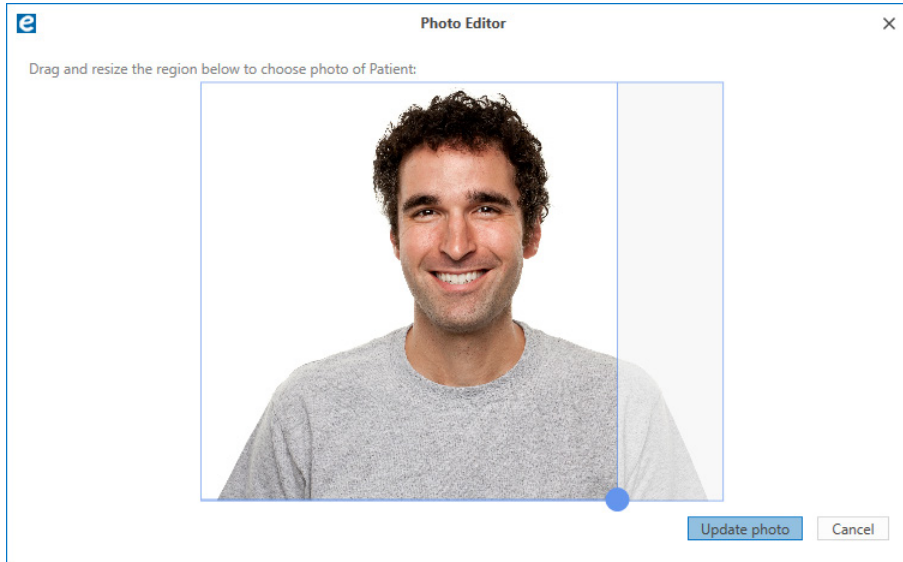 Photo Editor
Drag and resize the region below to choose photo of Patient:
Update photo
Cancel